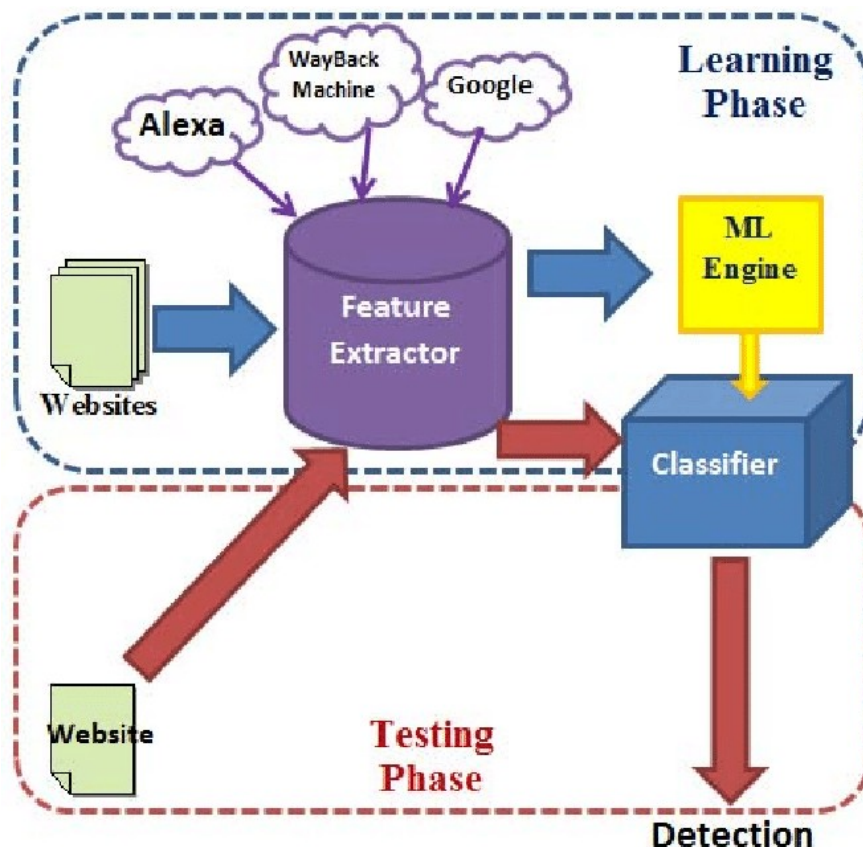 WayBack
Machine
Google
Alexa
Learning
Phase
ML
Engine
Feature
Extractor
Websites
Classifier
Website
Testing
Phase
Detection